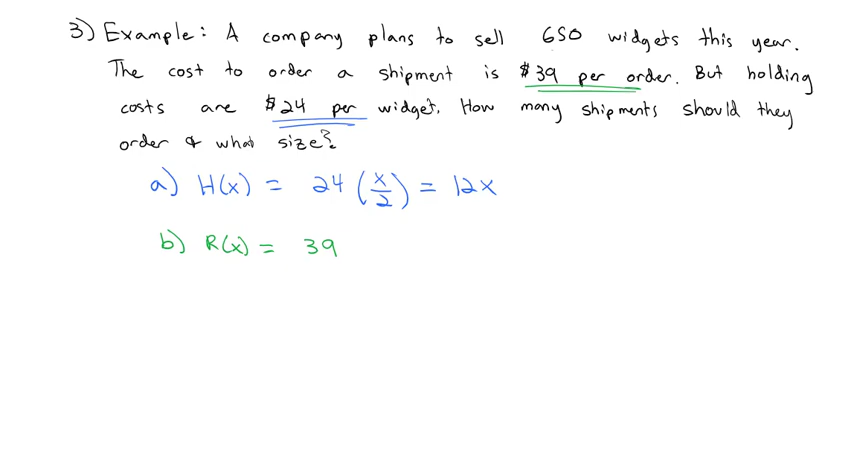 3) Example: A company plans to sell 650 widgets this year.
The cost to order a shipment is $39 per order. But holding
costs are $24 per widget. How many shipments should they
order & what size?
a) H(x) = 24 (x/2) = 12x
b) R(x) = 39